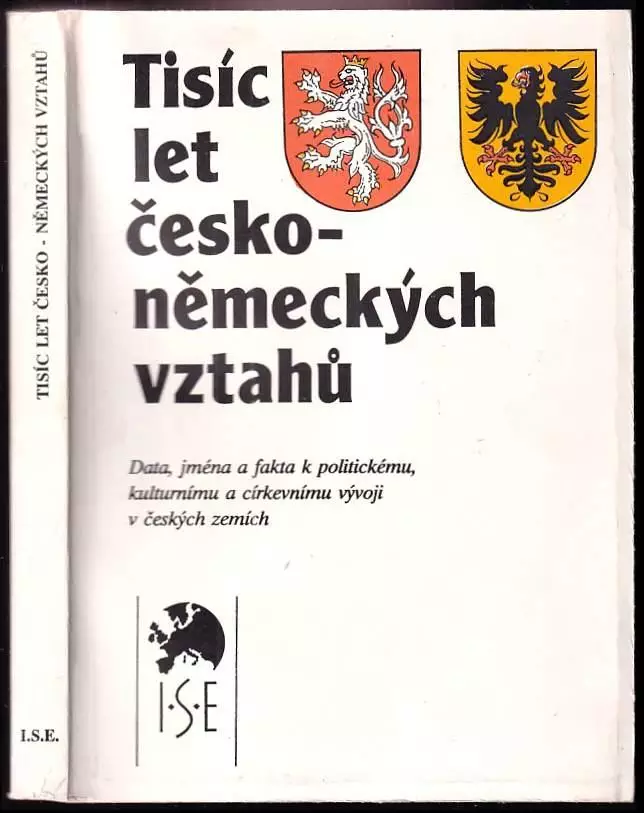 TISÍC LET ČESKO - NĚMECKÝCH VZTAHŮ
I.S.E.
Tisíc
let
česko-
německých
vztahů
Data, jména a fakta k politickému,
kulturnímu a církevnímu vývoji
v českých zemích
I·S·E